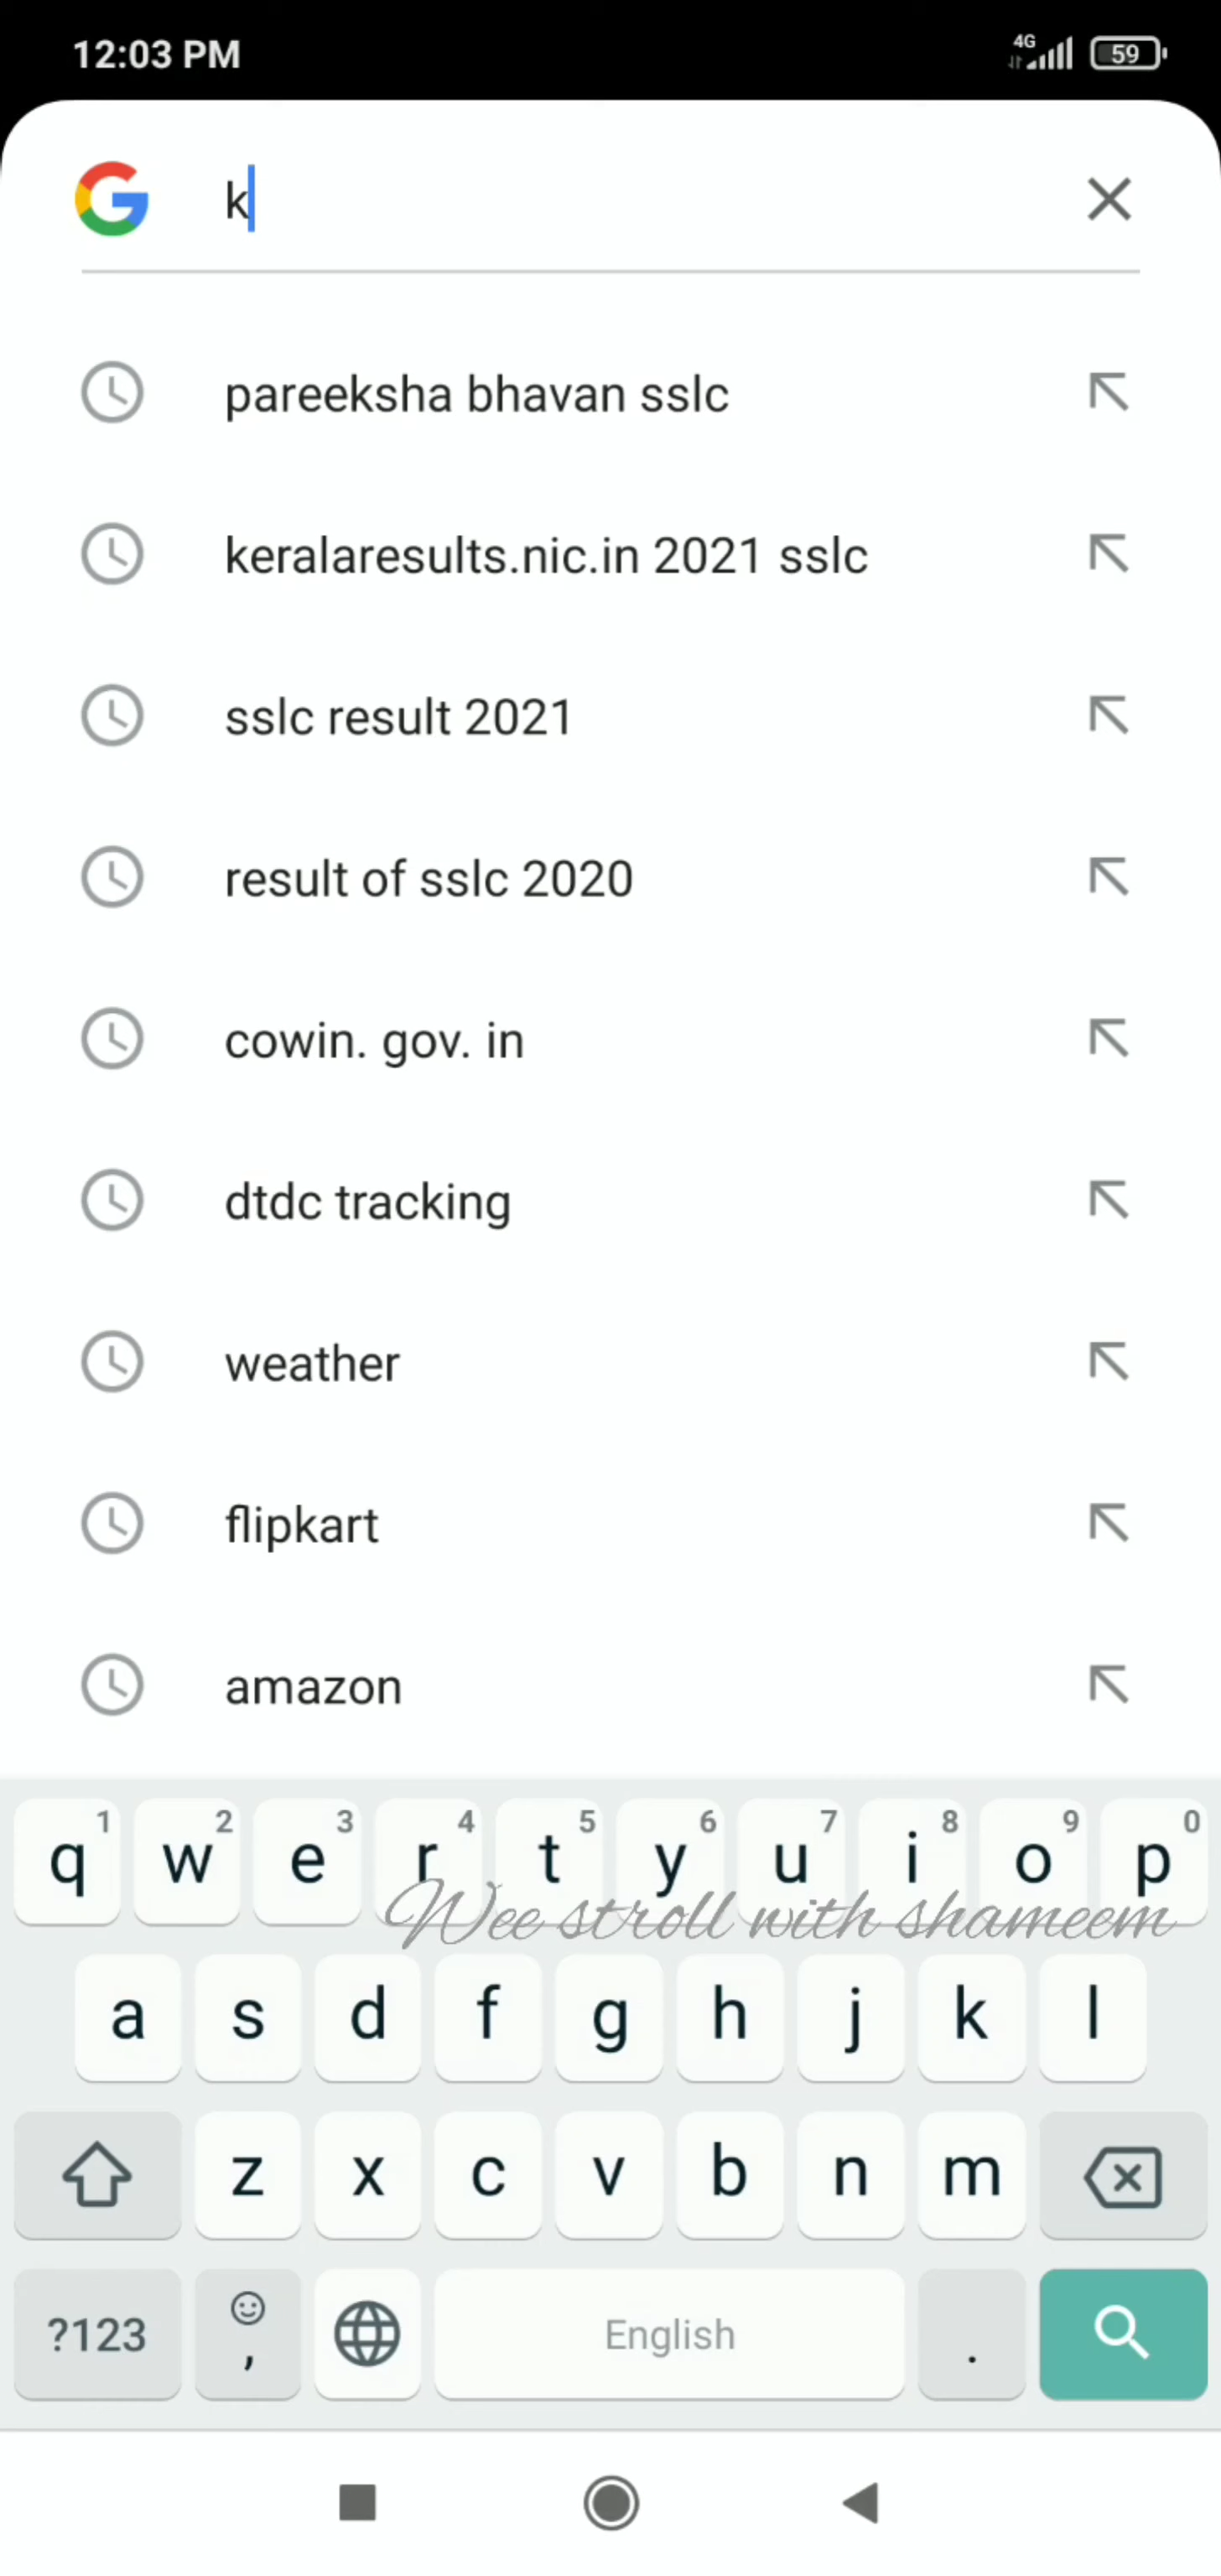 12:03 PM
4G
59
k
pareeksha bhavan sslc
keralaresults.nic.in 2021 sslc
sslc result 2021
result of sslc 2020
cowin. gov. in
dtdc tracking
weather
flipkart
amazon
1 2 3 4 5 6 7 8 9 0
q w e r t y u i o p
Wee stroll with shameem
a s d f g h j k l
z x c v b n m
?123 , English .